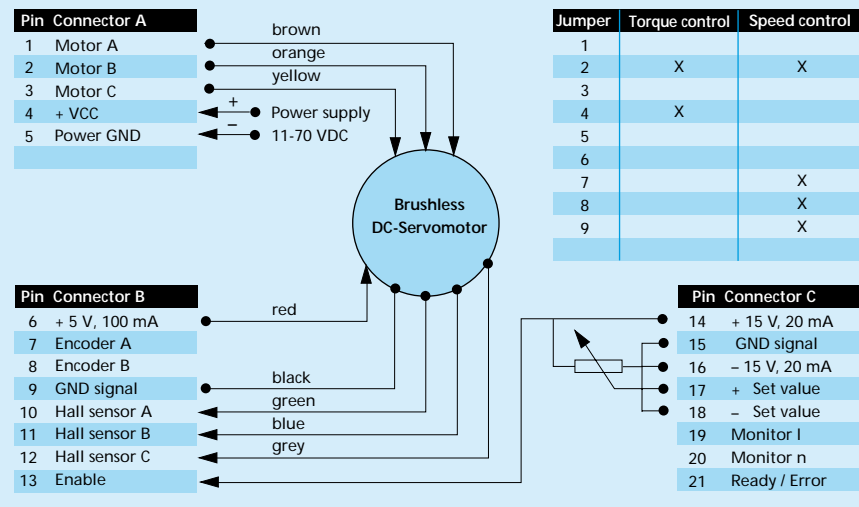 Pin Connector A
1 Motor A
2 Motor B
3 Motor C
4 + VCC
5 Power GND
brown
orange
yellow
+ Power supply
– 11-70 VDC
Jumper Torque control Speed control
1
2 X X
3
4 X
5
6
7 X
8 X
9 X
Brushless
DC-Servomotor
Pin Connector B
6 + 5 V, 100 mA
7 Encoder A
8 Encoder B
9 GND signal
10 Hall sensor A
11 Hall sensor B
12 Hall sensor C
13 Enable
red
black
green
blue
grey
Pin Connector C
14 + 15 V, 20 mA
15 GND signal
16 – 15 V, 20 mA
17 + Set value
18 – Set value
19 Monitor I
20 Monitor n
21 Ready / Error